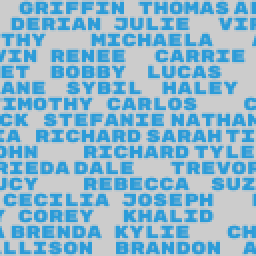 GRIFFIN THOMAS
DERIAN JULIE
MICHAELA
RENEE CARRIE
BOBBY LUCAS
SYBIL HALEY
TIMOTHY CARLOS
STEFANIE NATHAN
RICHARD SARAH
RICHARD TYLE
DALE TREVOR
REBECCA
CECILIA JOSEPH
COREY KHALID
BRENDA KYLIE
ALLISON BRANDON